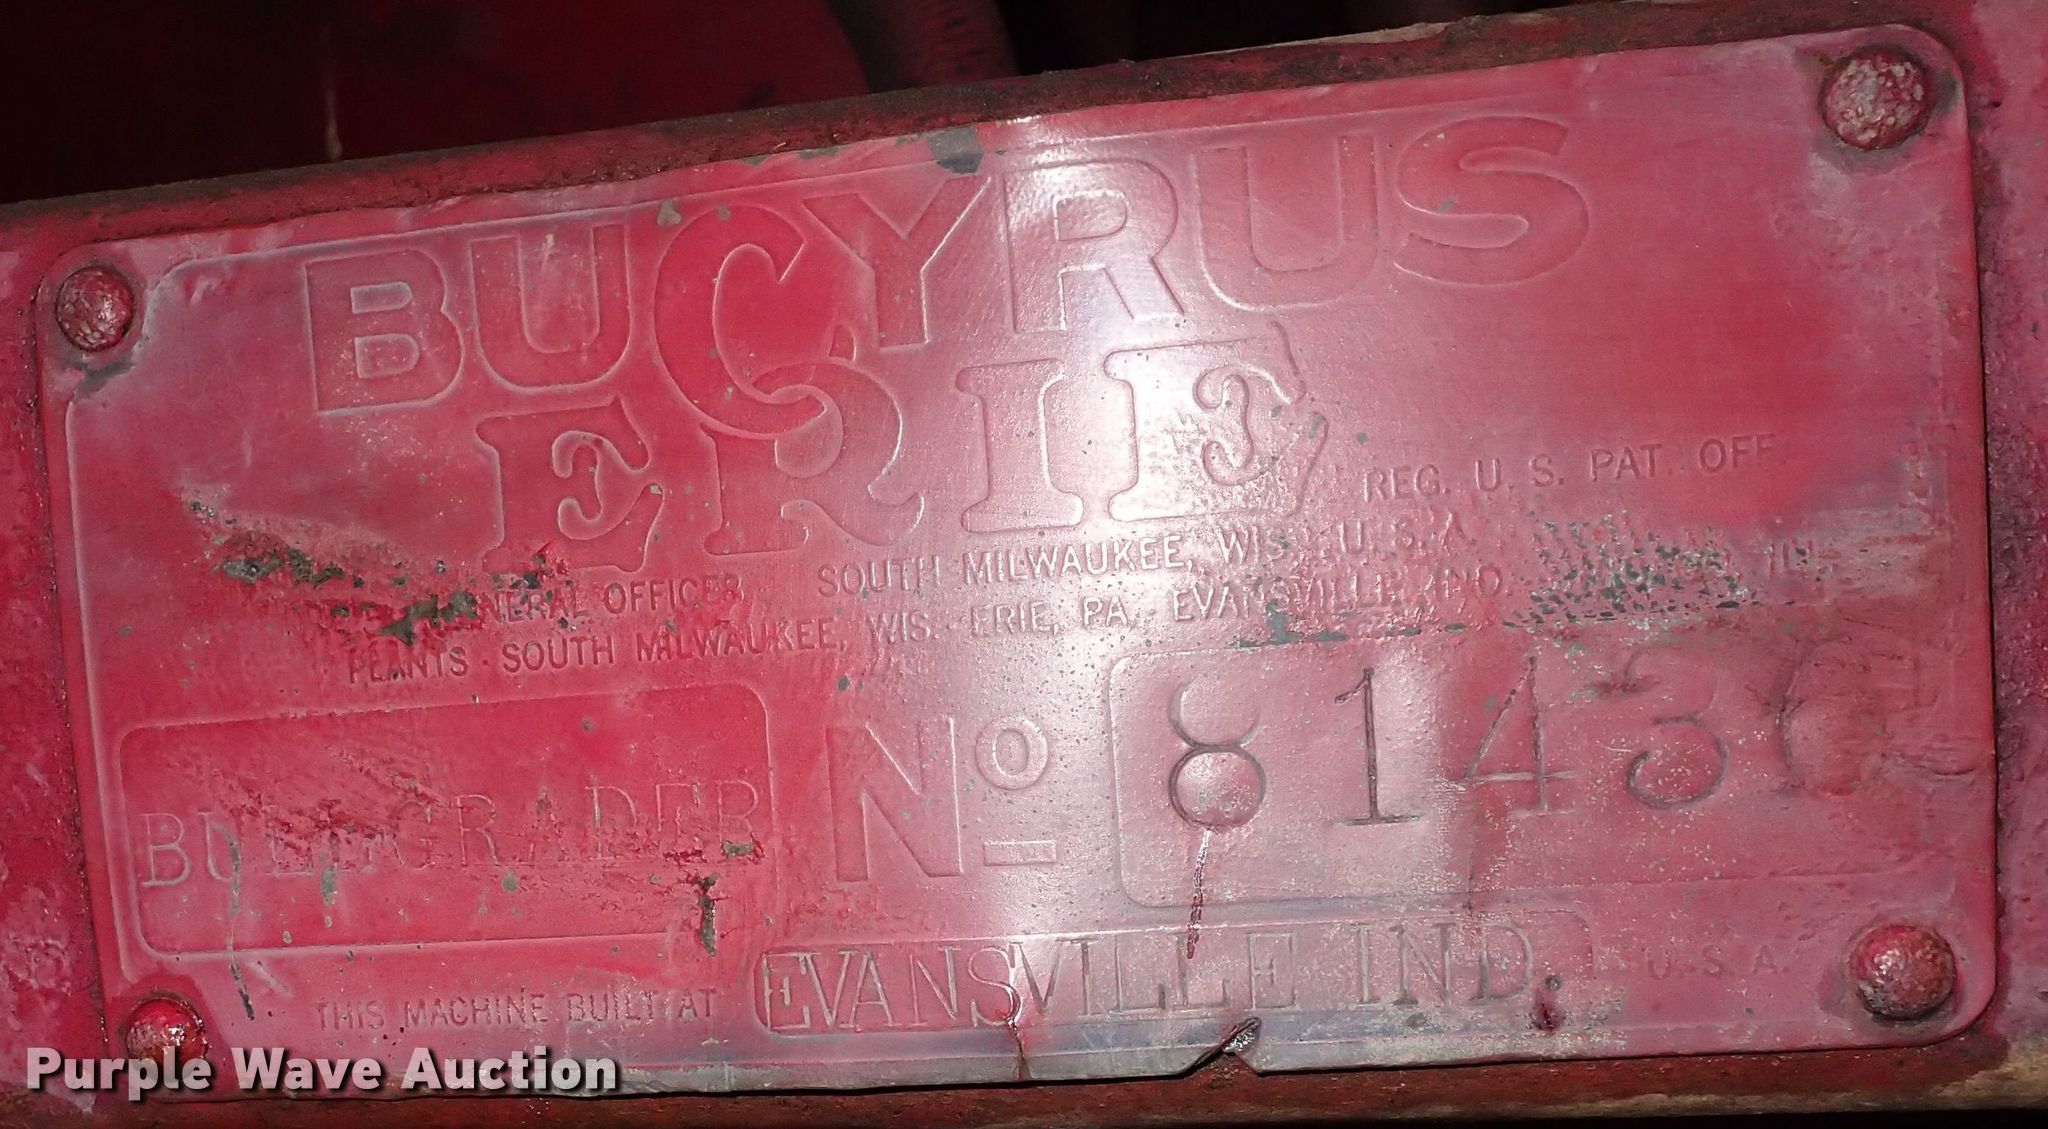 BUCYRUS
ERIE
REG. U. S. PAT. OFF.
GENERAL OFFICES, SOUTH MILWAUKEE, WIS. U. S. A.
PLANTS - SOUTH MILWAUKEE, WIS. - ERIE, PA. EVANSVILLE, IND.
BULLGRADER No 8143
THIS MACHINE BUILT AT EVANSVILLE IND. U. S. A.
Purple Wave Auction